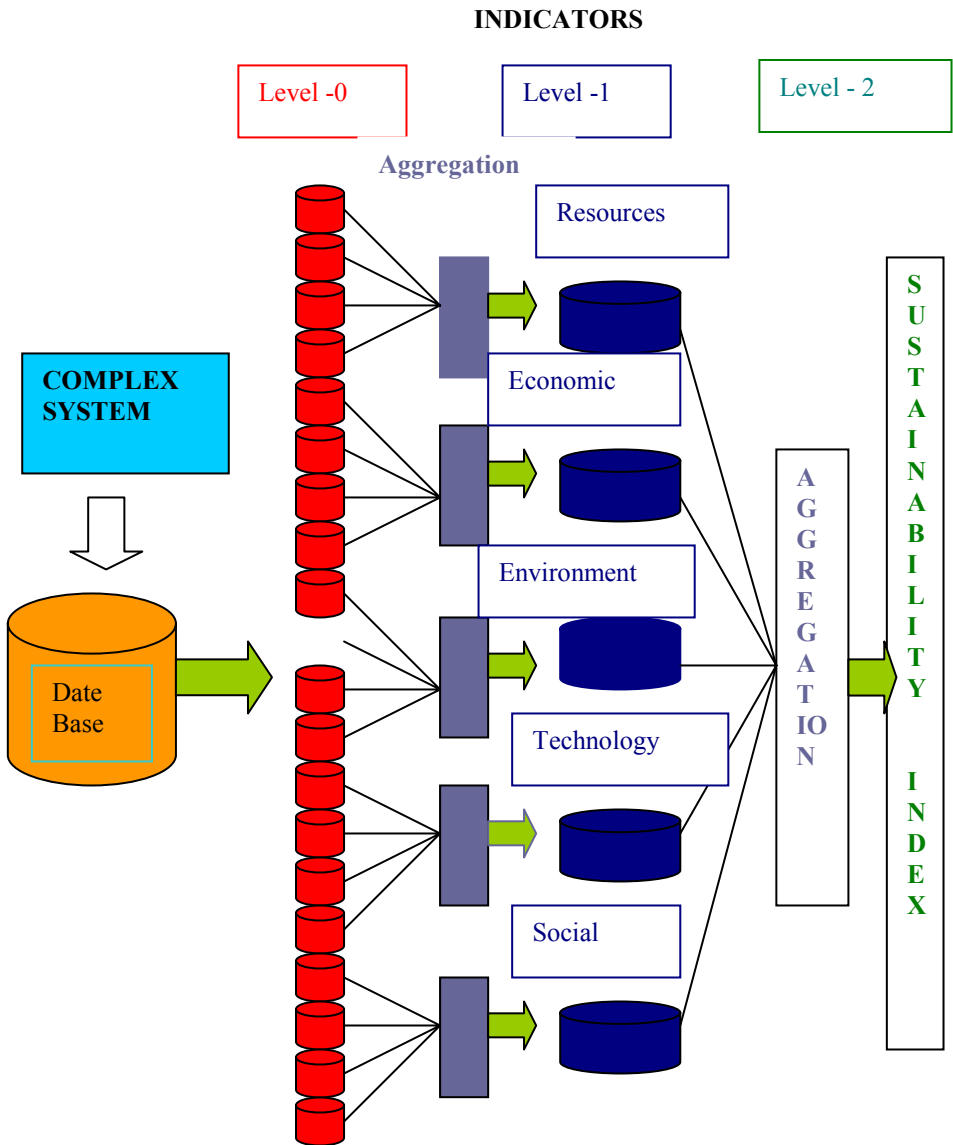 INDICATORS
Level -0
Level -1
Level - 2
Aggregation
Resources
COMPLEX
SYSTEM
Economic
Environment
Date
Base
Technology
Social
A
G
G
R
E
G
A
T
IO
N
S
U
S
T
A
I
N
A
B
I
L
I
T
Y
I
N
D
E
X